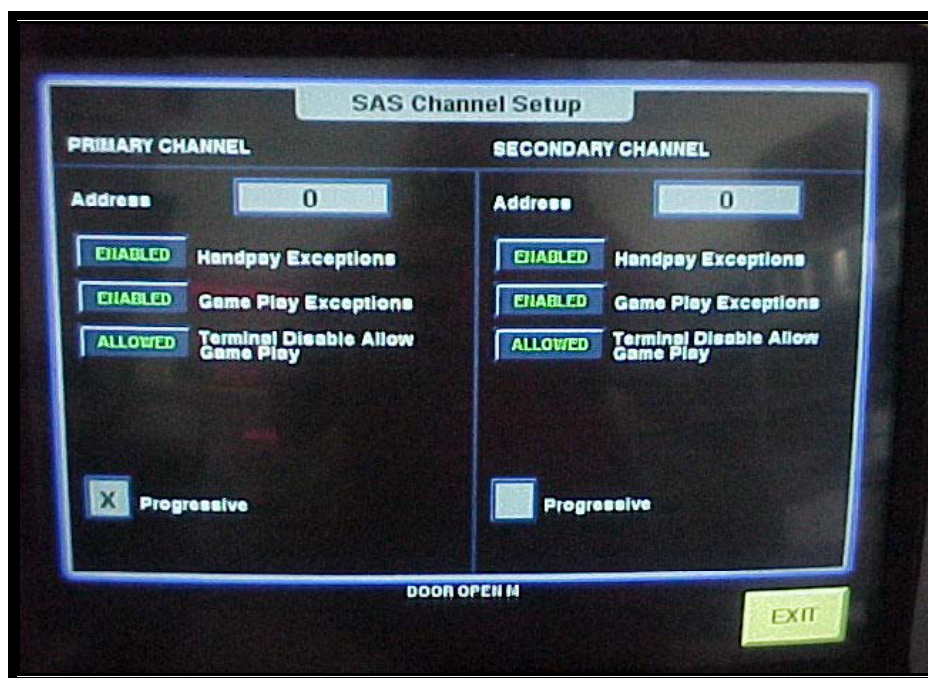 SAS Channel Setup
PRIMARY CHANNEL
Address 0
ENABLED Handpay Exceptions
ENABLED Game Play Exceptions
ALLOWED Terminal Disable Allow
Game Play
X Progressive
SECONDARY CHANNEL
Address 0
ENABLED Handpay Exceptions
ENABLED Game Play Exceptions
ALLOWED Terminal Disable Allow
Game Play
Progressive
DOOR OPEN M
EXIT